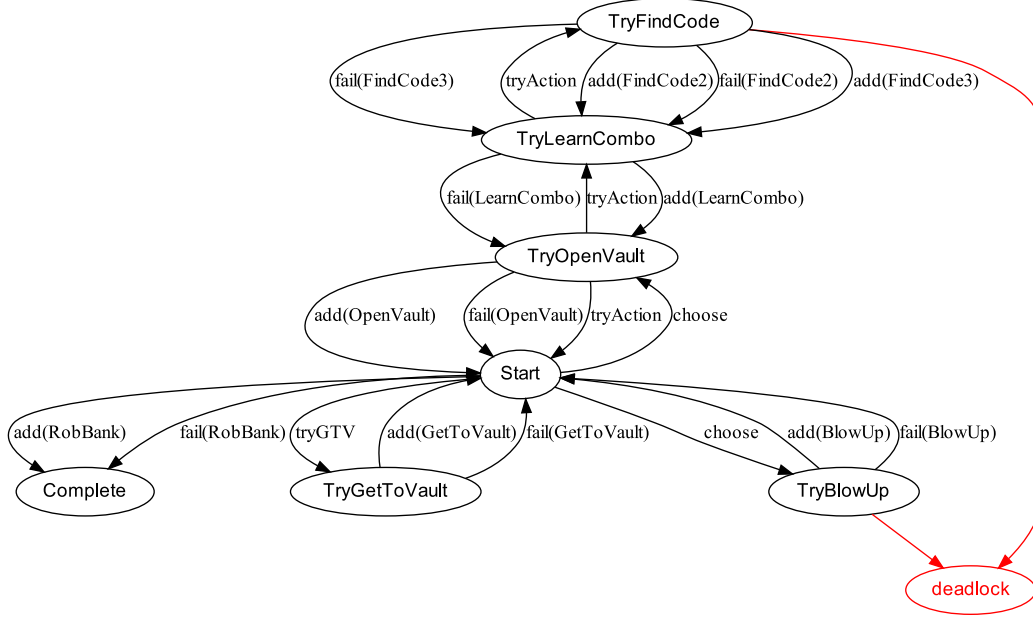 TryFindCode
fail(FindCode3)
tryAction
add(FindCode2)
fail(FindCode2)
add(FindCode3)
TryLearnCombo
fail(LearnCombo)
tryAction
add(LearnCombo)
TryOpenVault
add(OpenVault)
fail(OpenVault)
tryAction
choose
Start
add(RobBank)
fail(RobBank)
tryGTV
add(GetToVault)
fail(GetToVault)
choose
add(BlowUp)
fail(BlowUp)
Complete
TryGetToVault
TryBlowUp
deadlock